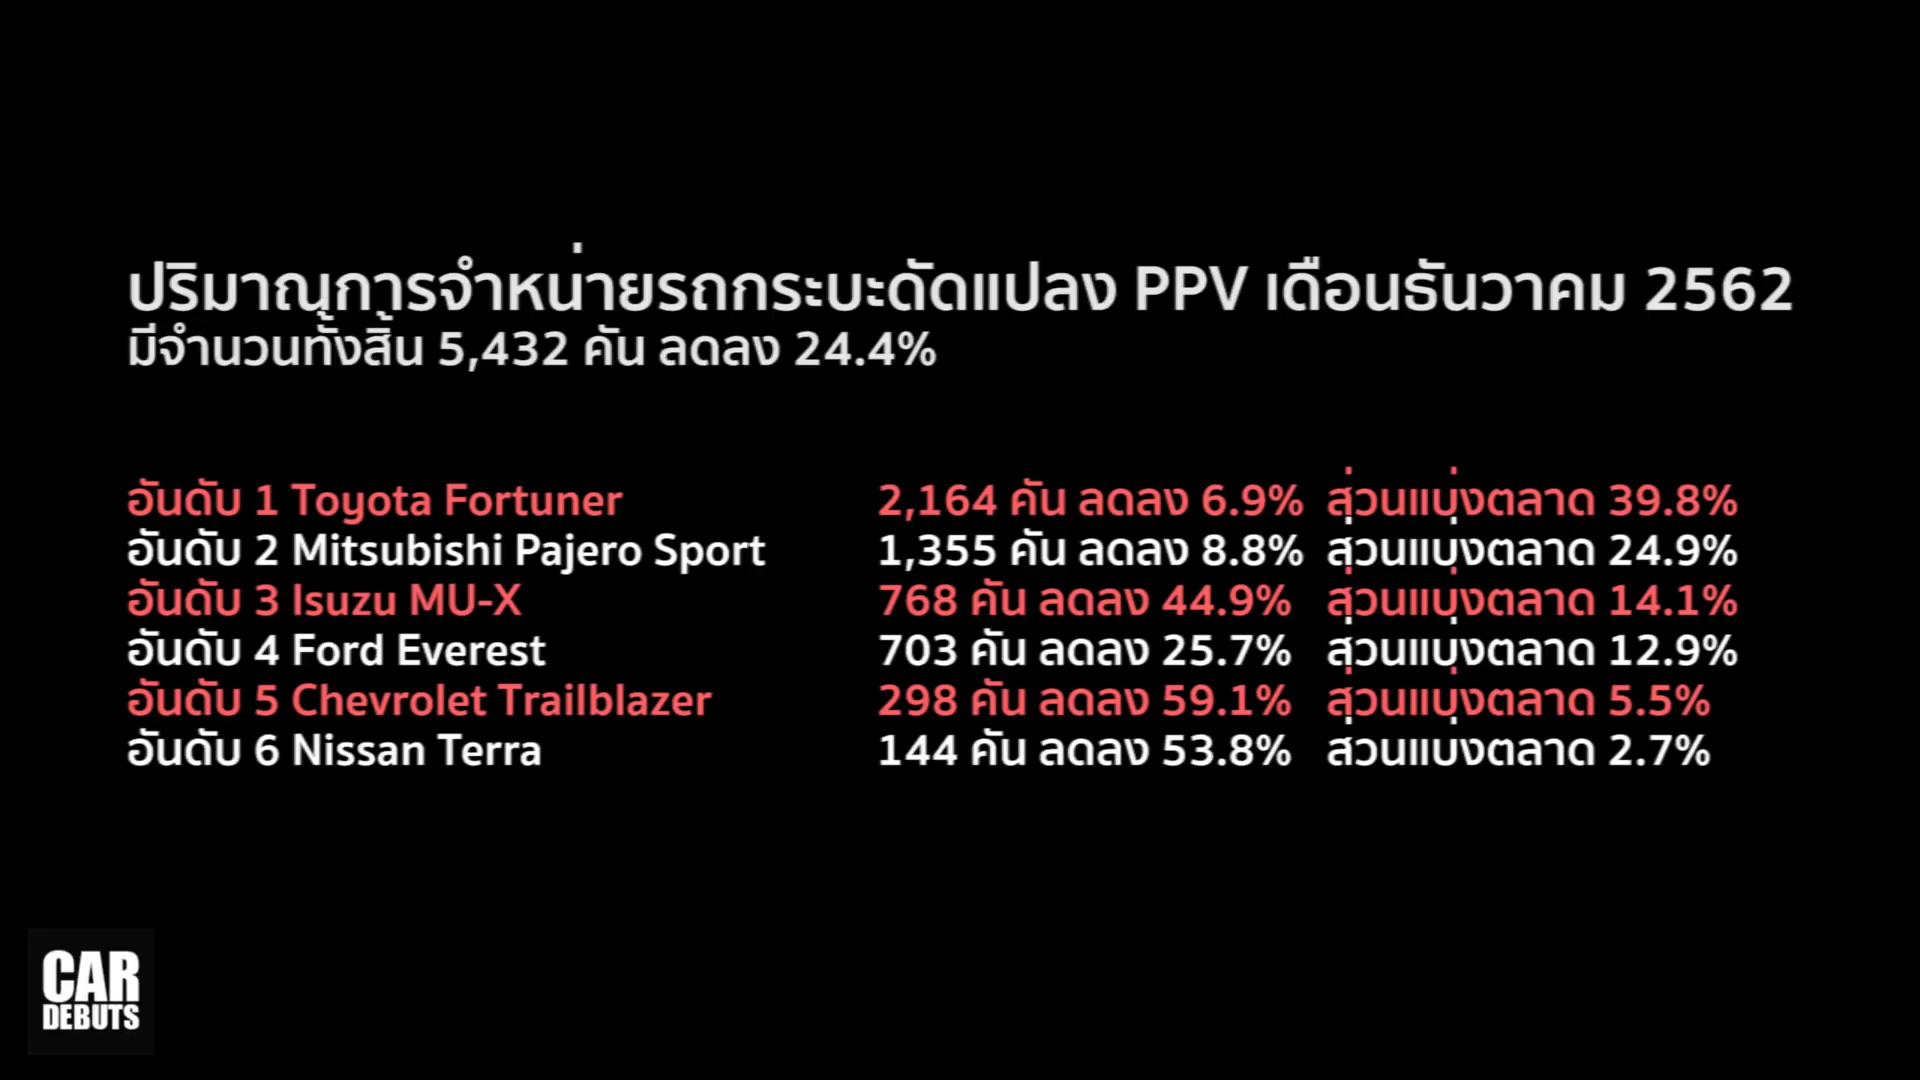 ปริมาณการจำหน่ายรถกระบะดัดแปลง PPV เดือนธันวาคม 2562
มีจำนวนทั้งสิ้น 5,432 คัน ลดลง 24.4%
อันดับ 1 Toyota Fortuner 2,164 คัน ลดลง 6.9% ส่วนแบ่งตลาด 39.8%
อันดับ 2 Mitsubishi Pajero Sport 1,355 คัน ลดลง 8.8% ส่วนแบ่งตลาด 24.9%
อันดับ 3 Isuzu MU-X 768 คัน ลดลง 44.9% ส่วนแบ่งตลาด 14.1%
อันดับ 4 Ford Everest 703 คัน ลดลง 25.7% ส่วนแบ่งตลาด 12.9%
อันดับ 5 Chevrolet Trailblazer 298 คัน ลดลง 59.1% ส่วนแบ่งตลาด 5.5%
อันดับ 6 Nissan Terra 144 คัน ลดลง 53.8% ส่วนแบ่งตลาด 2.7%
CAR
DEBUTS